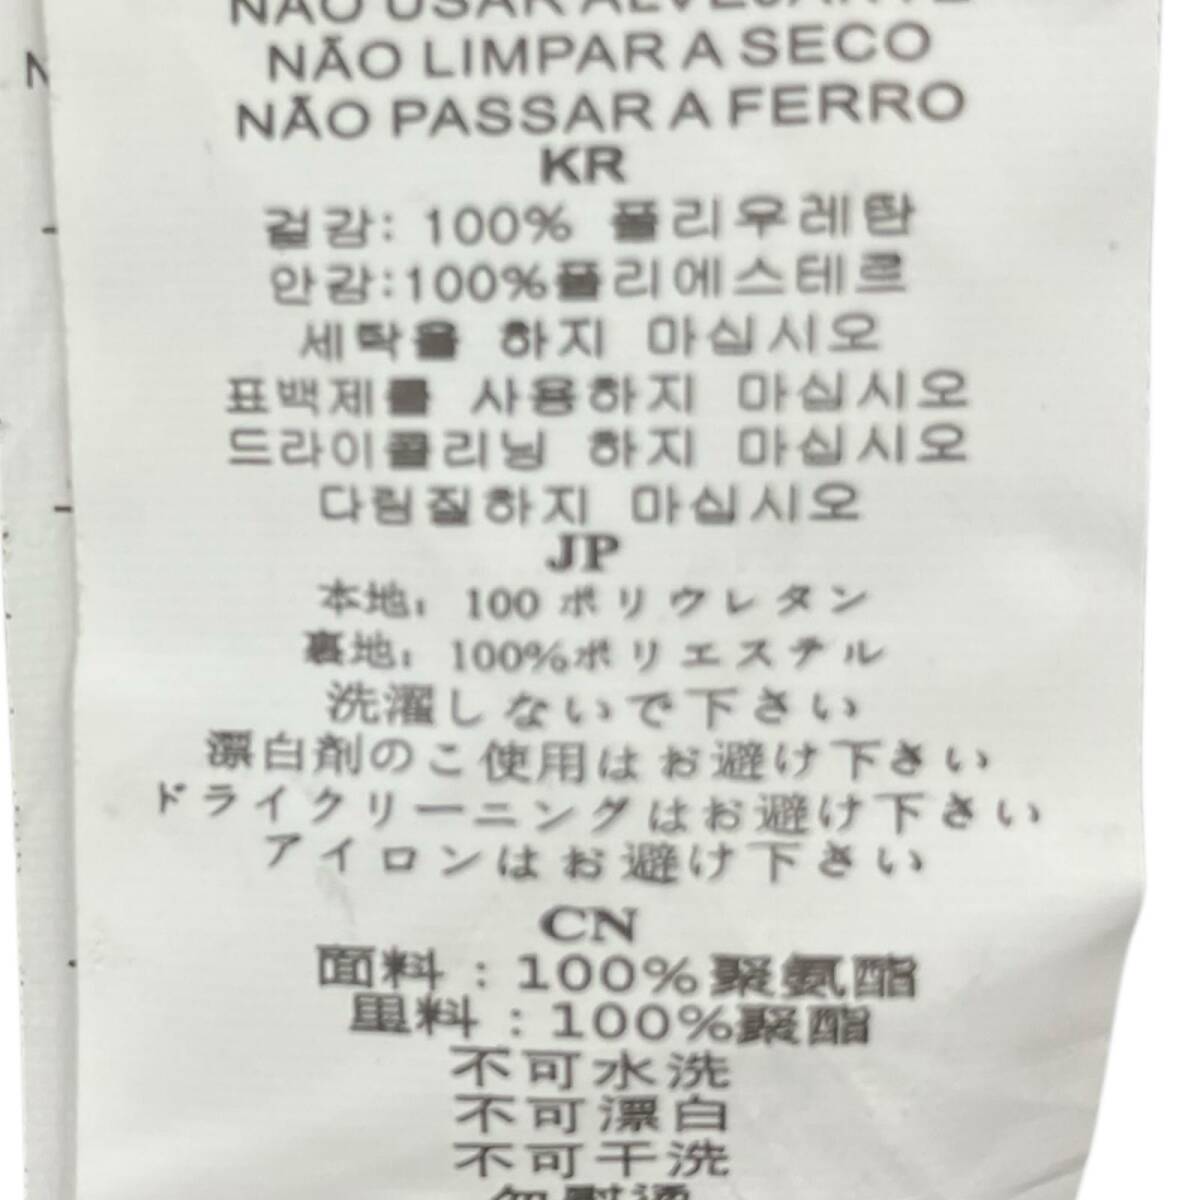 NÃO USAR ALVEJANTE
NÃO LIMPAR A SECO
NÃO PASSAR A FERRO
KR
겉감: 100% 폴리우레탄
안감:100%폴리에스테르
세탁을 하지 마십시오
표백제를 사용하지 마십시오
드라이클리닝 하지 마십시오
다림질하지 마십시오
JP
本地: 100 ポリウレタン
裏地: 100%ポリエステル
洗濯しないで下さい
漂白剤のご使用はお避け下さい
ドライクリーニングはお避け下さい
アイロンはお避け下さい
CN
面料:100%聚氨酯
里料:100%聚酯
不可水洗
不可漂白
不可干洗
勿熨烫